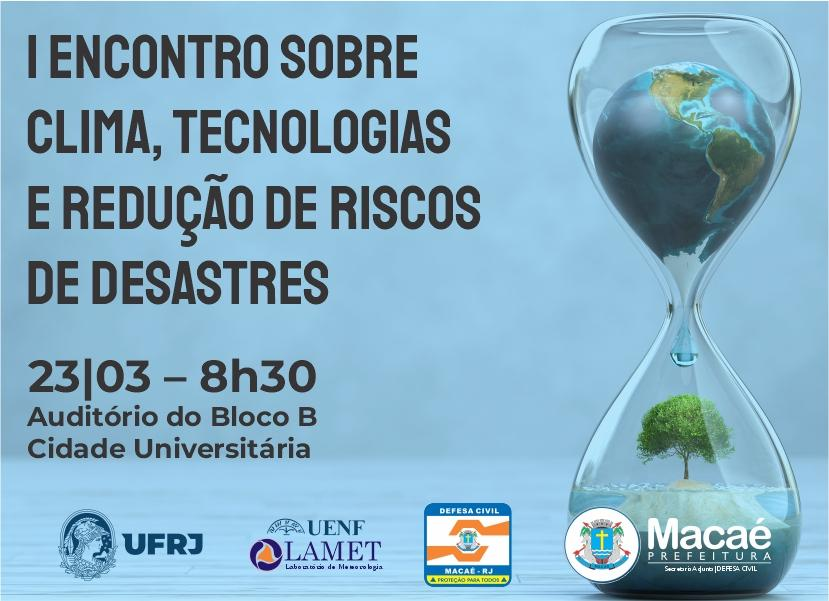 I ENCONTRO SOBRE
CLIMA, TECNOLOGIAS
E REDUÇÃO DE RISCOS
DE DESASTRES
23|03 – 8h30
Auditório do Bloco B
Cidade Universitária
UFRJ
UENF
LAMET
Laboratório de Meteorologia
DEFESA CIVIL
MACAÉ - RJ
PROTEÇÃO PARA TODOS
Macaé
PREFEITURA
Secretaria Adjunta|DEFESA CIVIL